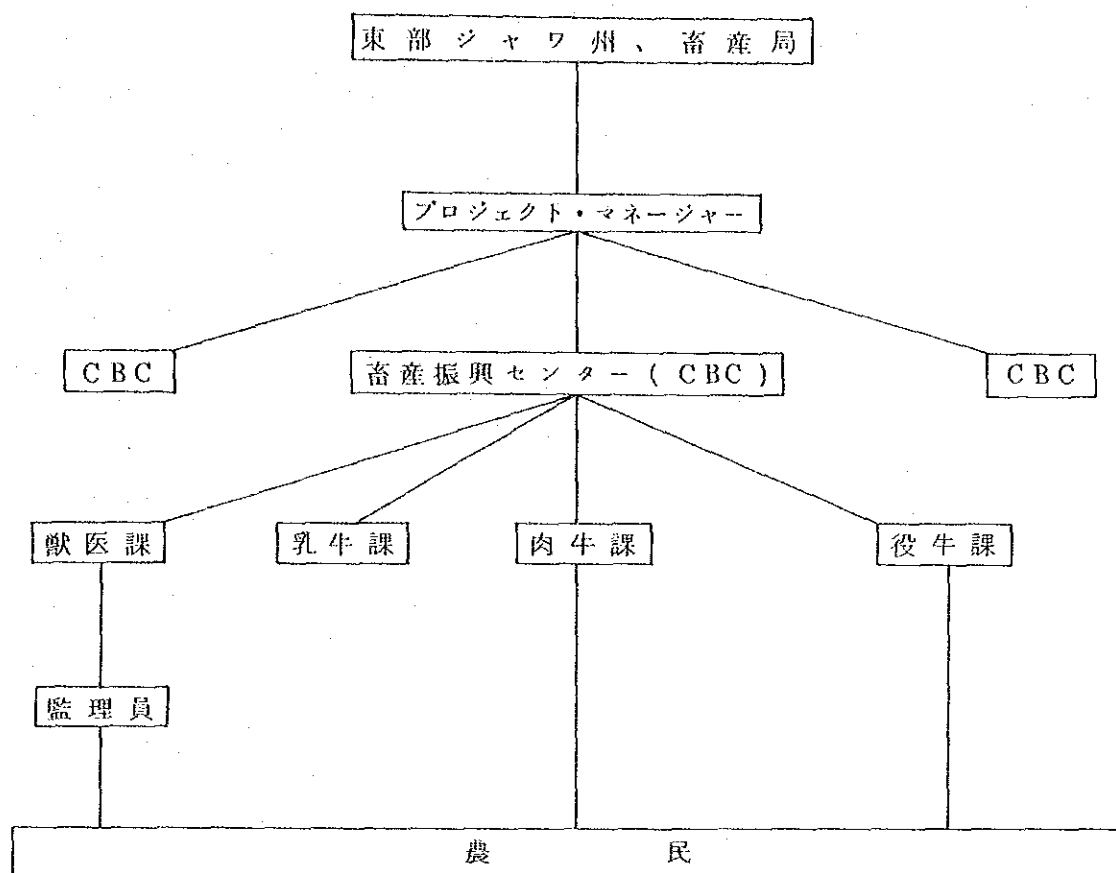 東部ジャワ州、畜産局
プロジェクト・マネージャー
CBC
畜産振興センター(CBC)
CBC
獣医課
乳牛課
肉牛課
役牛課
監理員
農民